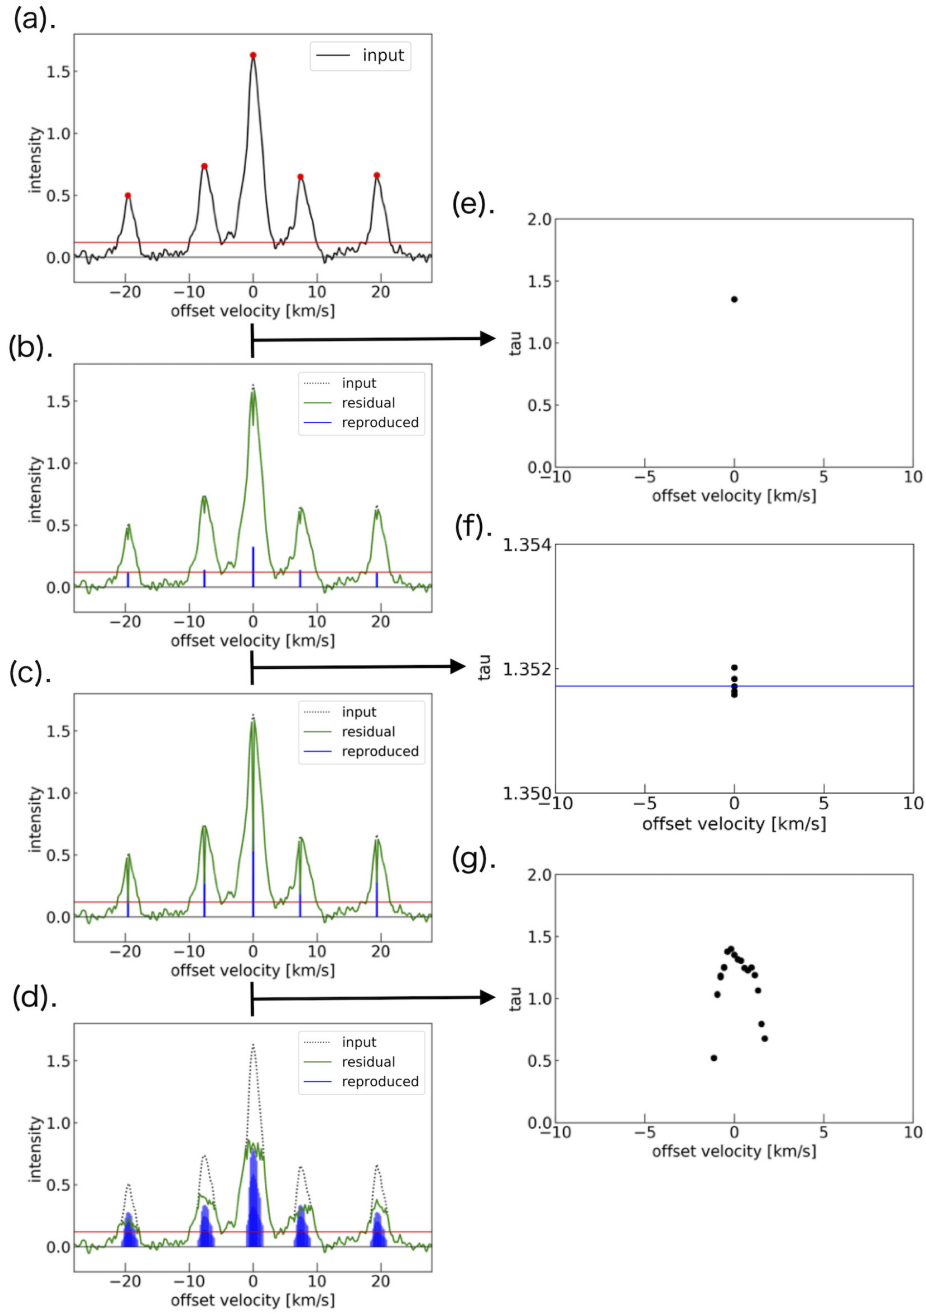 (a).
input
1.5
1.0
0.5
0.0
intensity
−20 −10 0 10 20
offset velocity [km/s]
(b).
input
residual
reproduced
1.5
1.0
0.5
0.0
intensity
−20 −10 0 10 20
offset velocity [km/s]
(c).
input
residual
reproduced
1.5
1.0
0.5
0.0
intensity
−20 −10 0 10 20
offset velocity [km/s]
(d).
input
residual
reproduced
1.5
1.0
0.5
0.0
intensity
−20 −10 0 10 20
offset velocity [km/s]
(e).
2.0
1.5
1.0
0.5
0.0
tau
−10 −5 0 5 10
offset velocity [km/s]
(f).
1.354
1.352
1.350
tau
−10 −5 0 5 10
offset velocity [km/s]
(g).
2.0
1.5
1.0
0.5
0.0
tau
−10 −5 0 5 10
offset velocity [km/s]